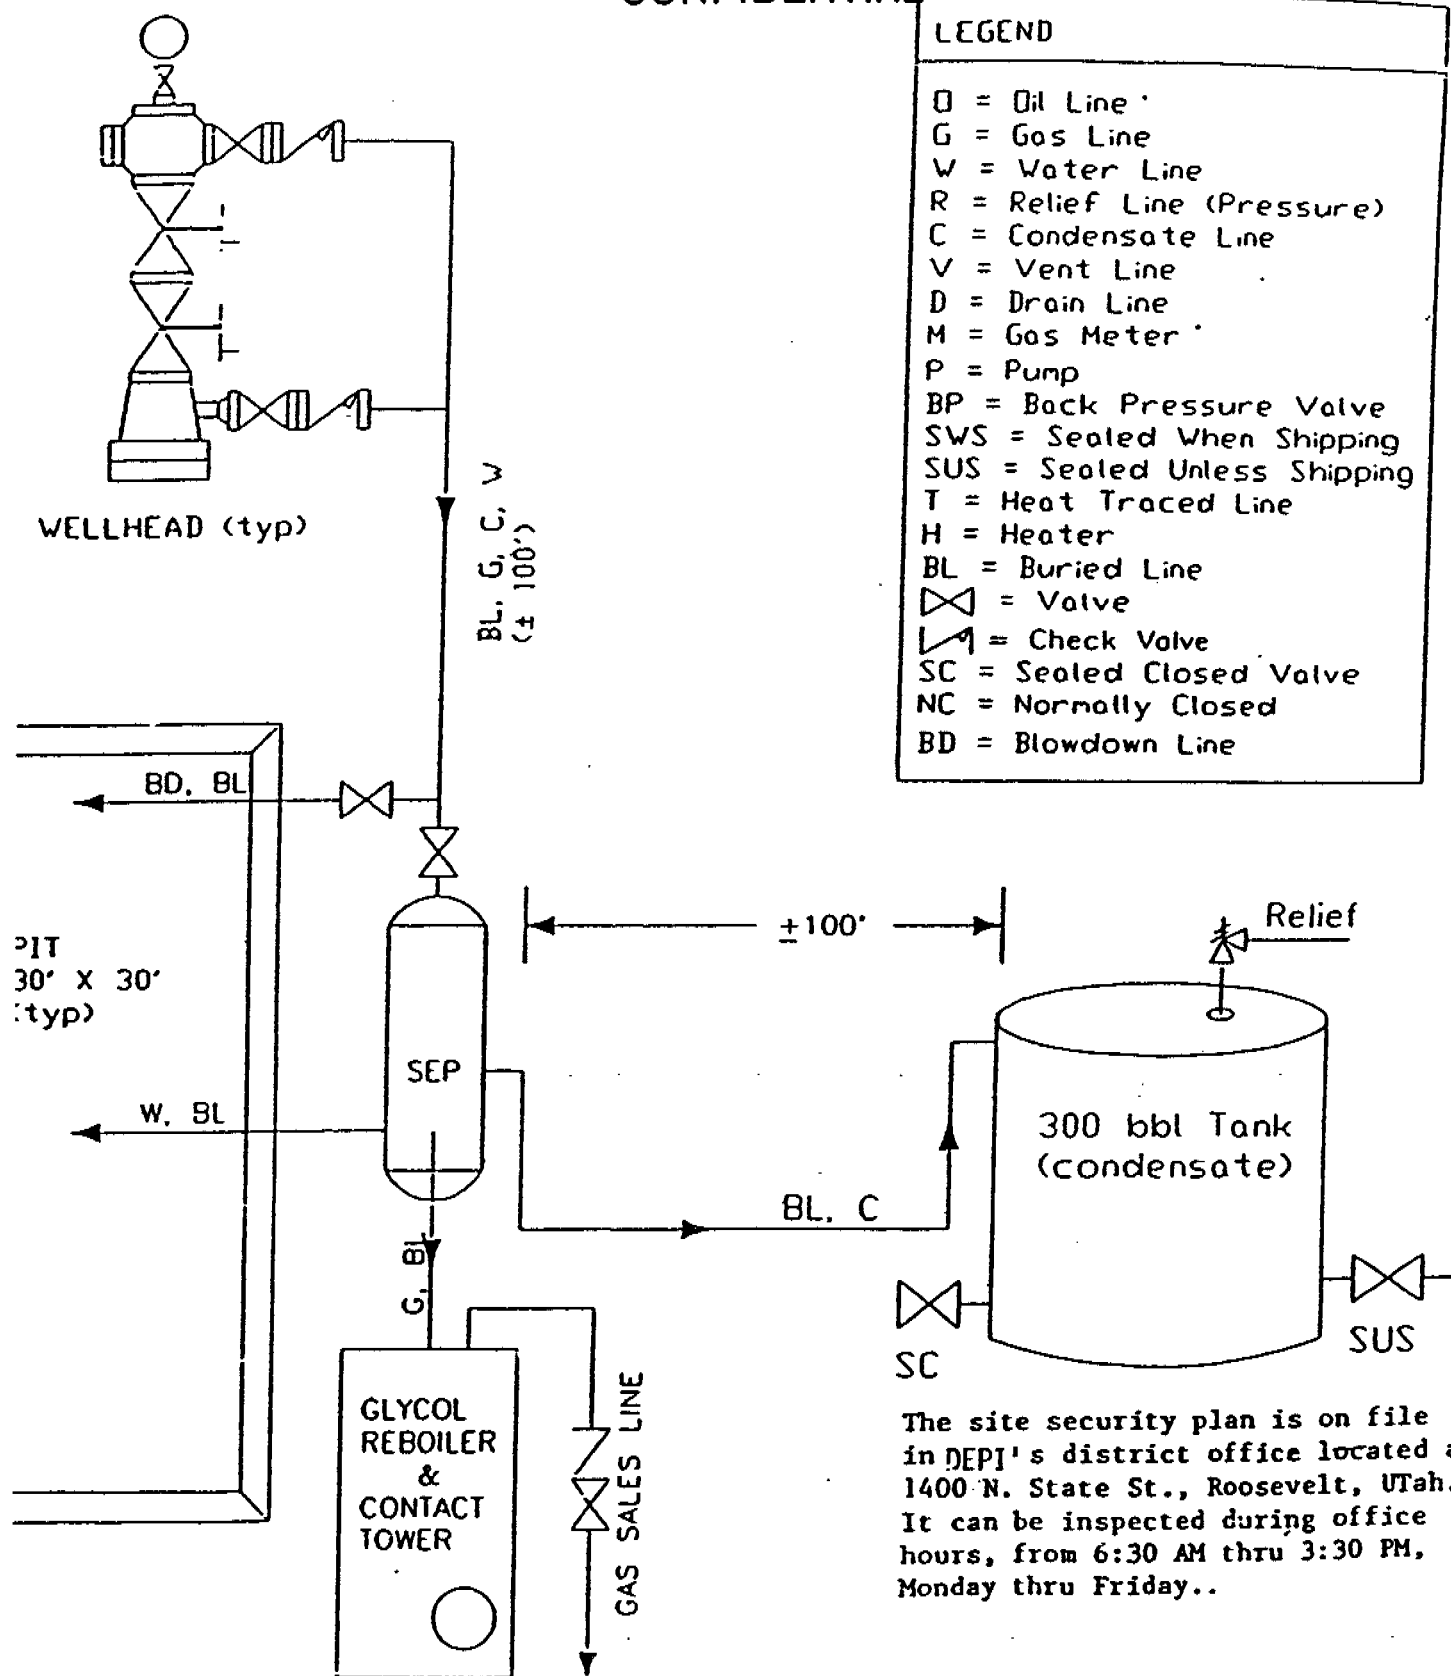 LEGEND
O = Oil Line
G = Gas Line
W = Water Line
R = Relief Line (Pressure)
C = Condensate Line
V = Vent Line
D = Drain Line
M = Gas Meter
P = Pump
BP = Back Pressure Valve
SWS = Sealed When Shipping
SUS = Sealed Unless Shipping
T = Heat Traced Line
H = Heater
BL = Buried Line
= Valve
= Check Valve
SC = Sealed Closed Valve
NC = Normally Closed
BD = Blowdown Line
WELLHEAD (typ)
BL, G, C, W
(± 100')
BD, BL
±100'
Relief
30' X 30'
typ)
SEP
W, BL
300 bbl Tank
(condensate)
BL, C
G, BL
SC
SUS
GLYCOL
REBOILER
&
CONTACT
TOWER
GAS SALES LINE
The site security plan is on file
in DEPI's district office located
1400 N. State St., Roosevelt, UTah.
It can be inspected during office
hours, from 6:30 AM thru 3:30 PM,
Monday thru Friday..